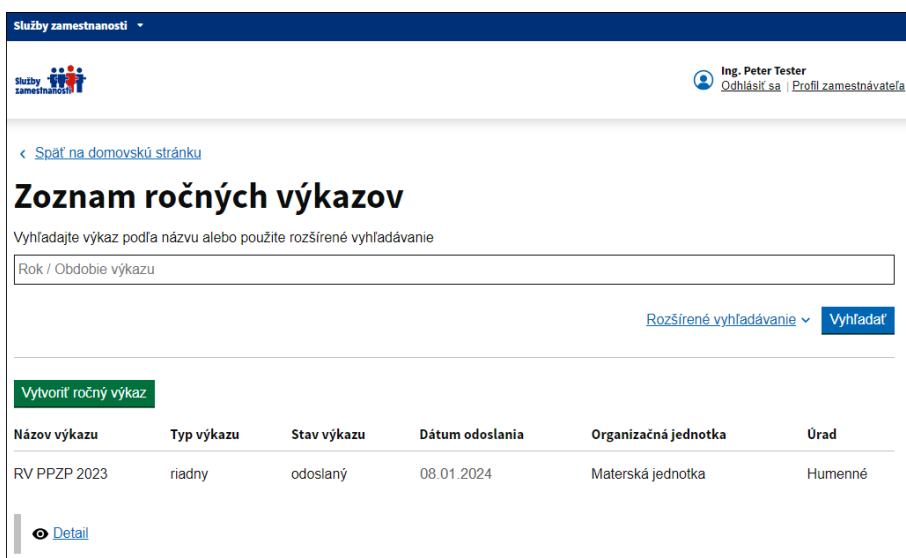 Služby zamestnanosti
Služby
zamestnanosti
Ing. Peter Tester
Odhlásiť sa | Profil zamestnávateľa
Späť na domovskú stránku
Zoznam ročných výkazov
Vyhľadajte výkaz podľa názvu alebo použite rozšírené vyhľadávanie
Rok / Obdobie výkazu
Rozšírené vyhľadávanie Vyhľadať
Vytvoriť ročný výkaz
Názov výkazu Typ výkazu Stav výkazu Dátum odoslania Organizačná jednotka Úrad
RV PPZP 2023 riadny odoslaný 08.01.2024 Materská jednotka Humenné
Detail